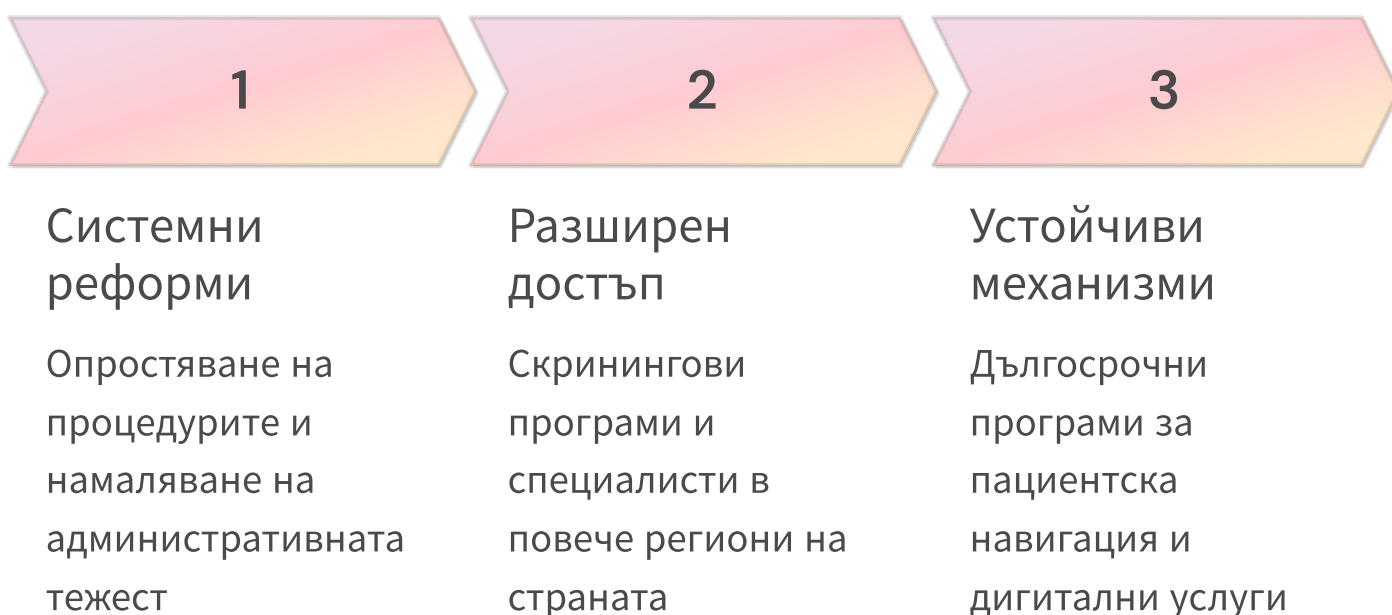 1
Системни
реформи
Опростяване на
процедурите и
намаляване на
административната
тежест
2
Разширен
достъп
Скринингови
програми и
специалисти в
повече региони на
страната
3
Устойчиви
механизми
Дългосрочни
програми за
пациентска
навигация и
дигитални услуги